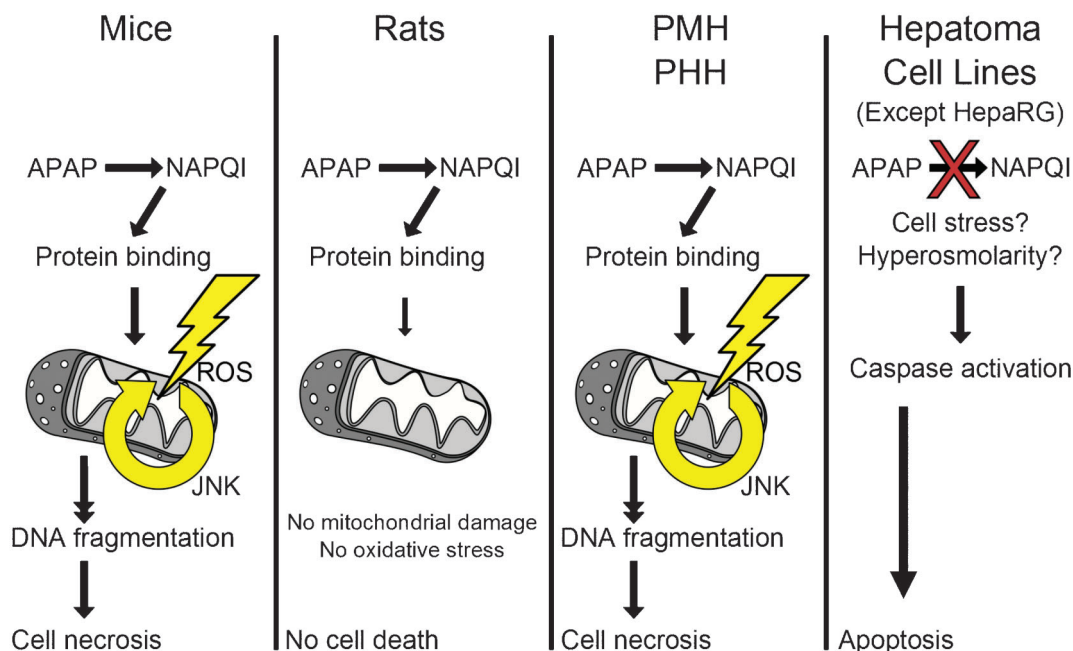 Mice
APAP NAPQI
Protein binding
ROS
JNK
DNA fragmentation
Cell necrosis
Rats
APAP NAPQI
Protein binding
No mitochondrial damage
No oxidative stress
No cell death
PMH
PHH
APAP NAPQI
Protein binding
ROS
JNK
DNA fragmentation
Cell necrosis
Hepatoma
Cell Lines
(Except HepaRG)
APAP NAPQI
Cell stress?
Hyperosmolarity?
Caspase activation
Apoptosis